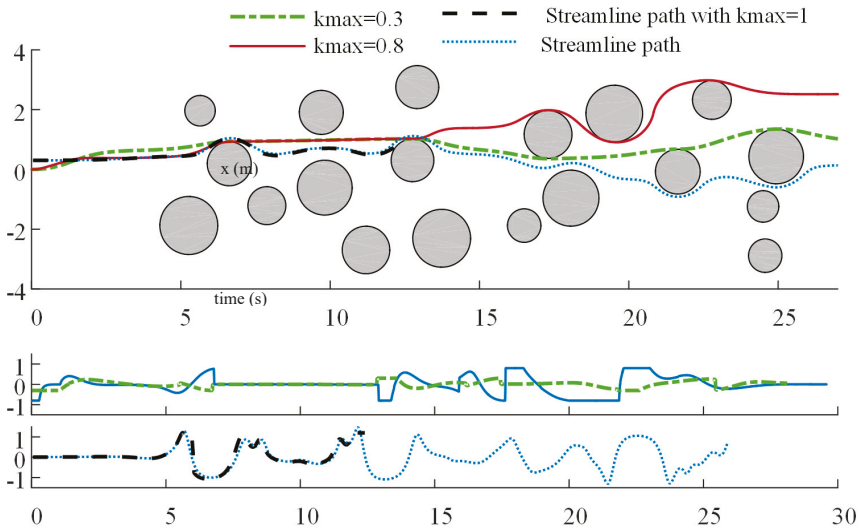 kmax=0.3 Streamline path with kmax=1
kmax=0.8 Streamline path
4
2
0
-2
-4
x (m)
time (s)
0 5 10 15 20 25
1
0
-1
1
0
-1
0 5 10 15 20 25 30